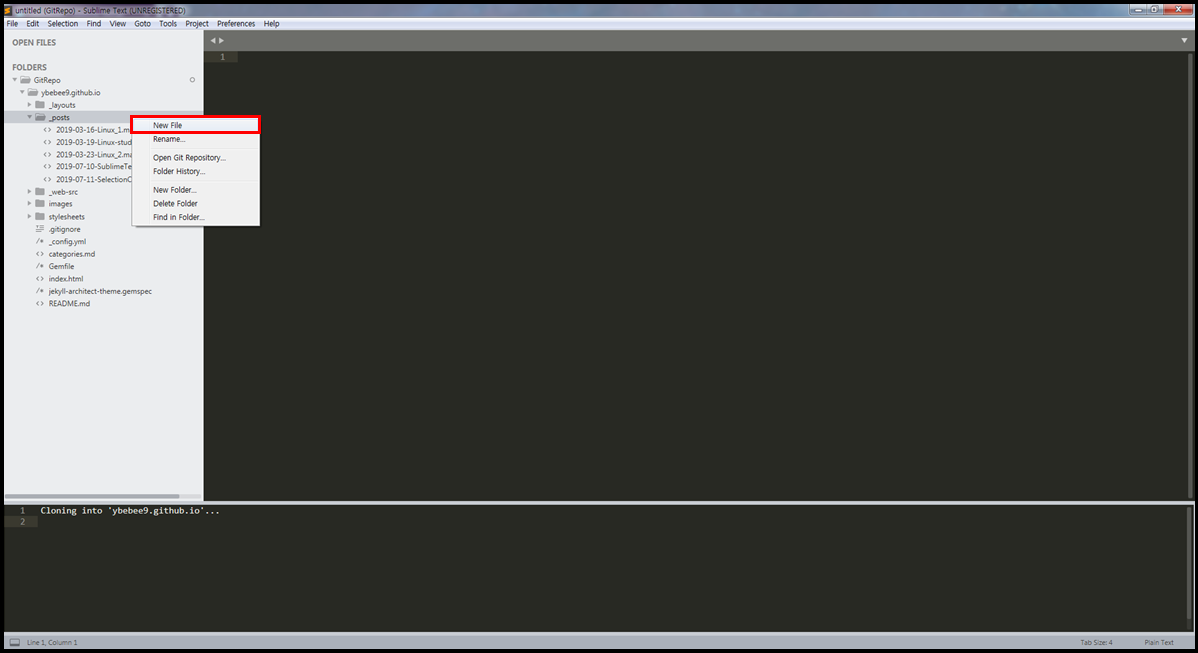 untitled (GitRepo) - Sublime Text (UNREGISTERED)
File Edit Selection Find View Goto Tools Project Preferences Help
OPEN FILES
FOLDERS
GitRepo
ybebee9.github.io
_layouts
_posts
2019-03-16-Linux_1.m
2019-03-19-Linux-stud
2019-03-23-Linux_2.ma
2019-07-10-SublimeTe
2019-07-11-SelectionC
_web-src
images
stylesheets
.gitignore
/* _config.yml
<> categories.md
/* Gemfile
<> index.html
/* jekyll-architect-theme.gemspec
<> README.md
New File
Rename...
Open Git Repository...
Folder History...
New Folder...
Delete Folder
Find in Folder...
1
1 Cloning into 'ybebee9.github.io'...
2
Line 1, Column 1
Tab Size: 4
Plain Text